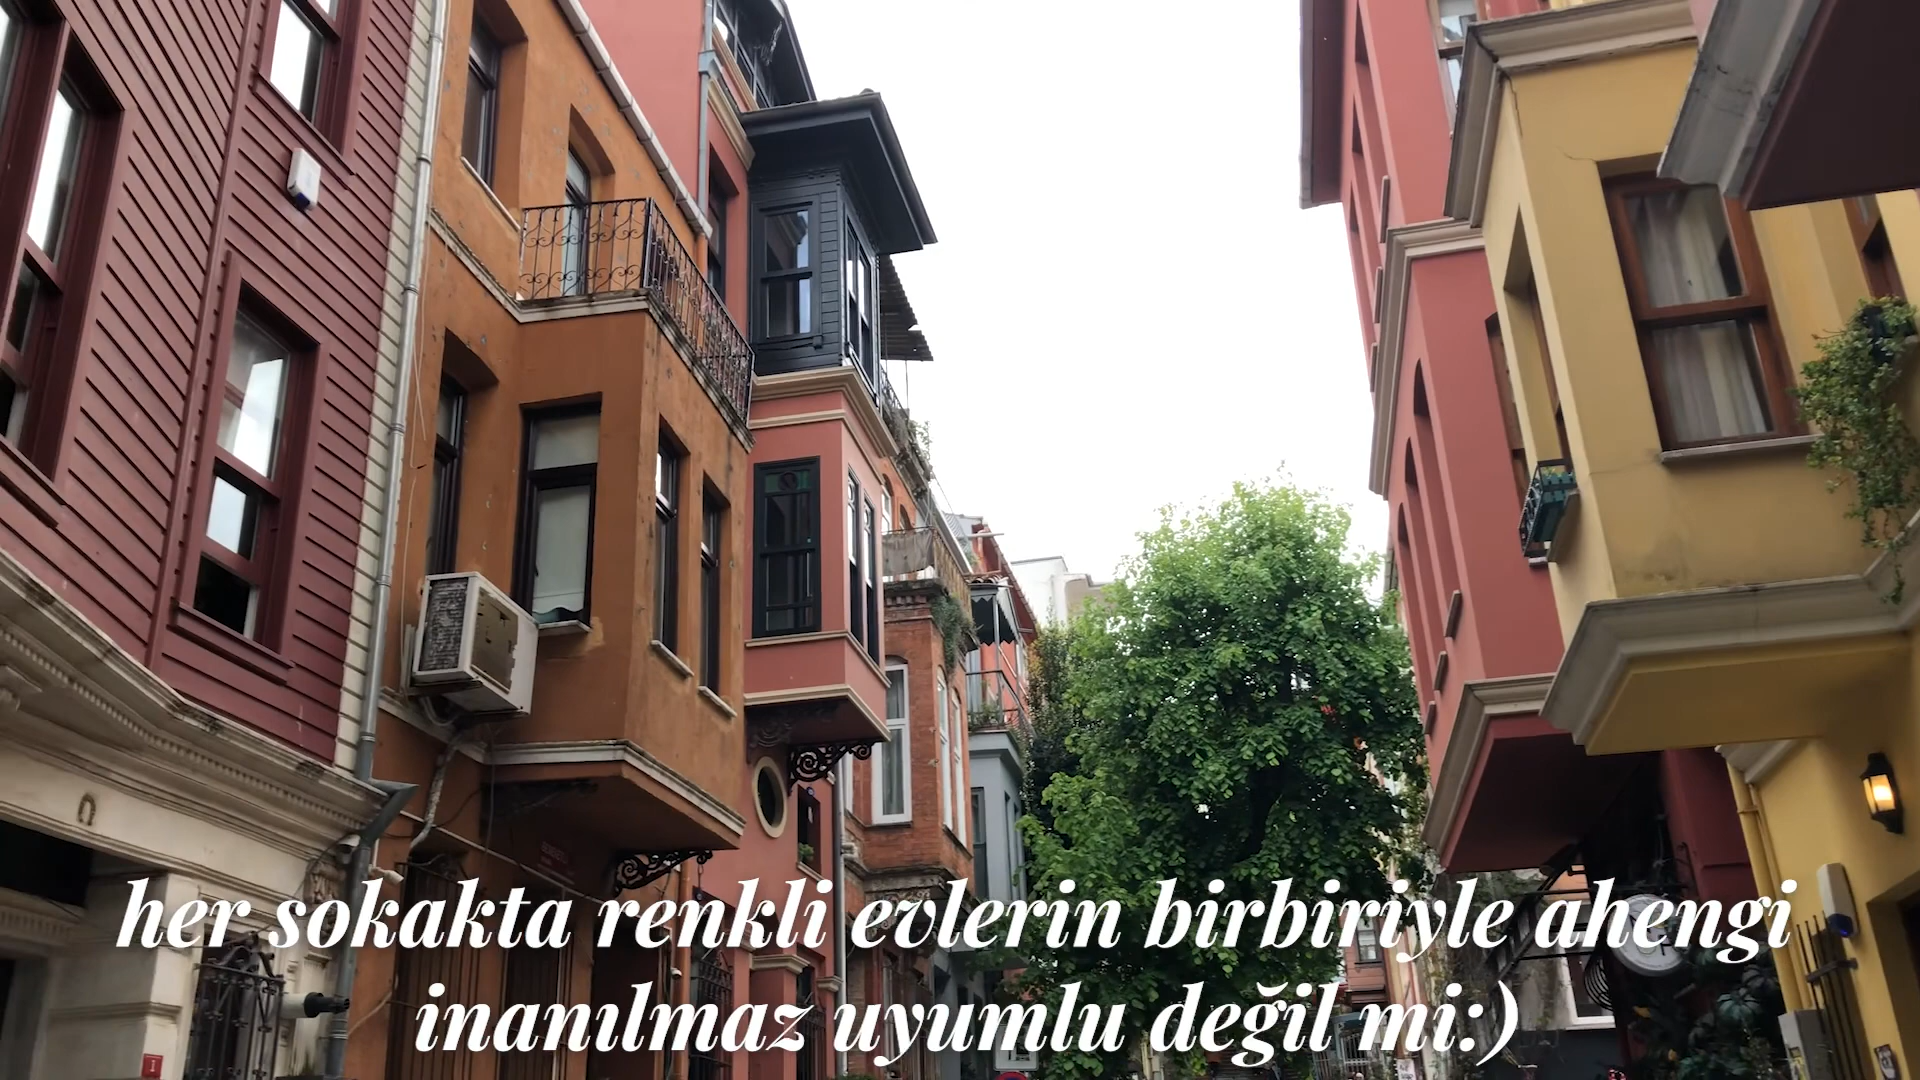 her sokakta renkli evlerin birbiriyle ahengi
inanılmaz uyumlu değil mi:)